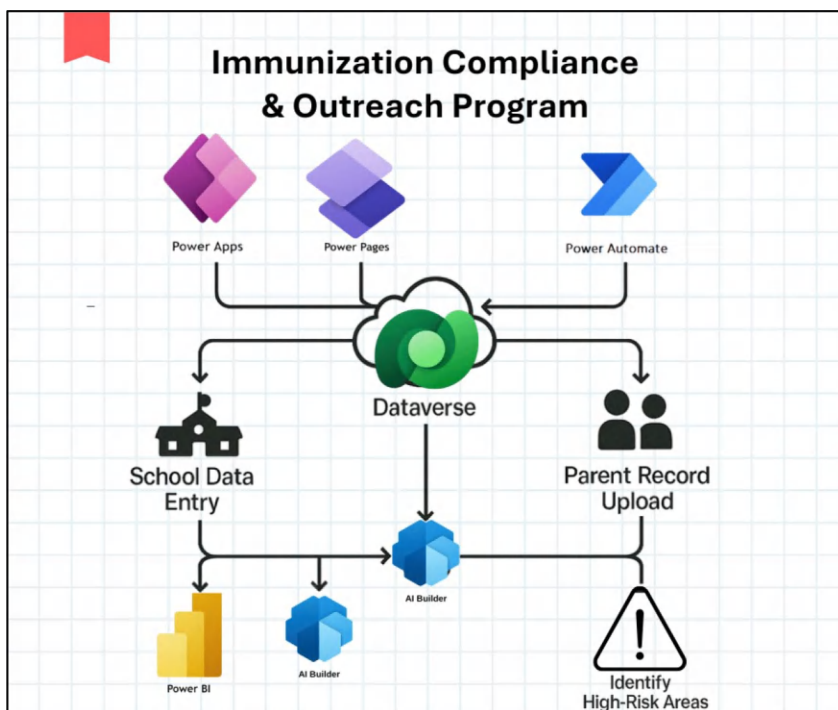 Immunization Compliance
& Outreach Program
Power Apps
Power Pages
Power Automate
Dataverse
School Data
Entry
Parent Record
Upload
AI Builder
Power BI
AI Builder
Identify
High-Risk Areas